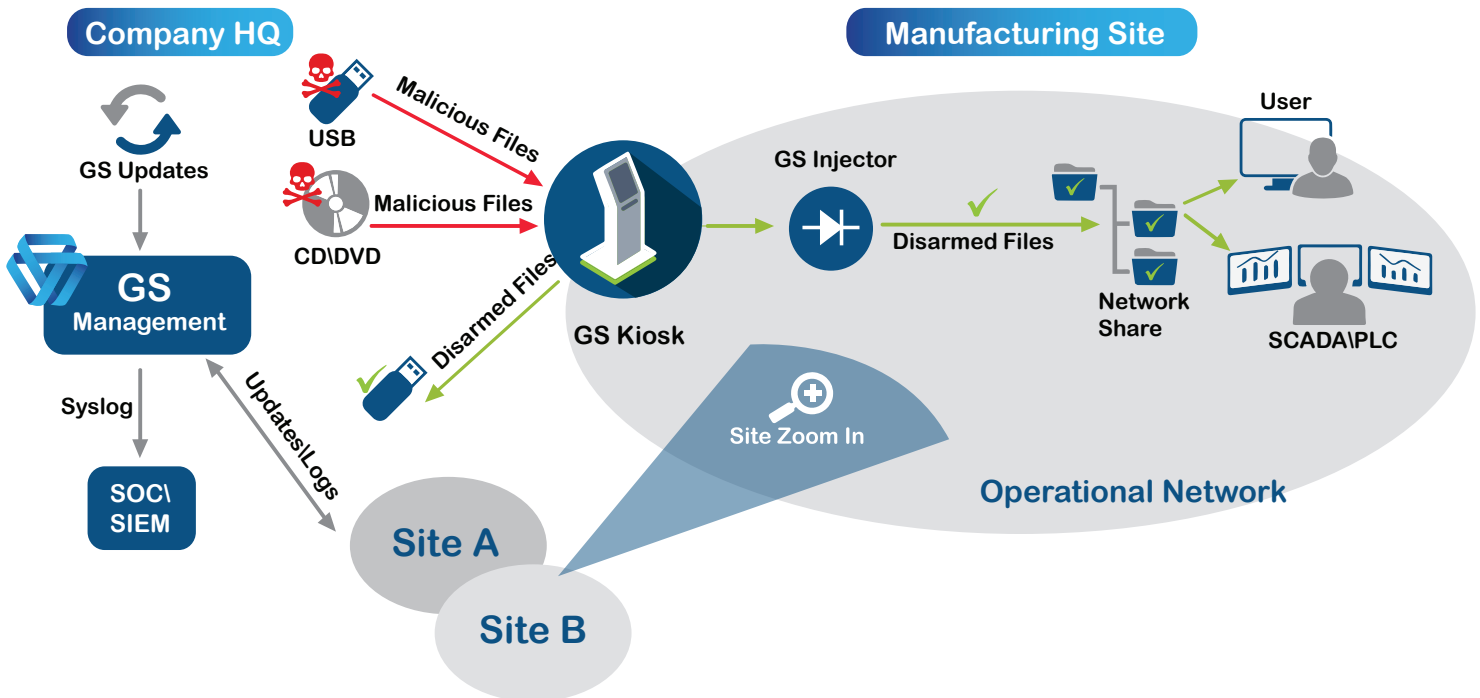 Company HQ
Manufacturing Site
USB
Malicious Files
User
GS Updates
GS Injector
CD\DVD
Malicious Files
Disarmed Files
GS
Management
Network
Share
SCADA\PLC
GS Kiosk
Disarmed Files
Syslog
Updates\Logs
Site Zoom In
SOC\
SIEM
Operational Network
Site A
Site B